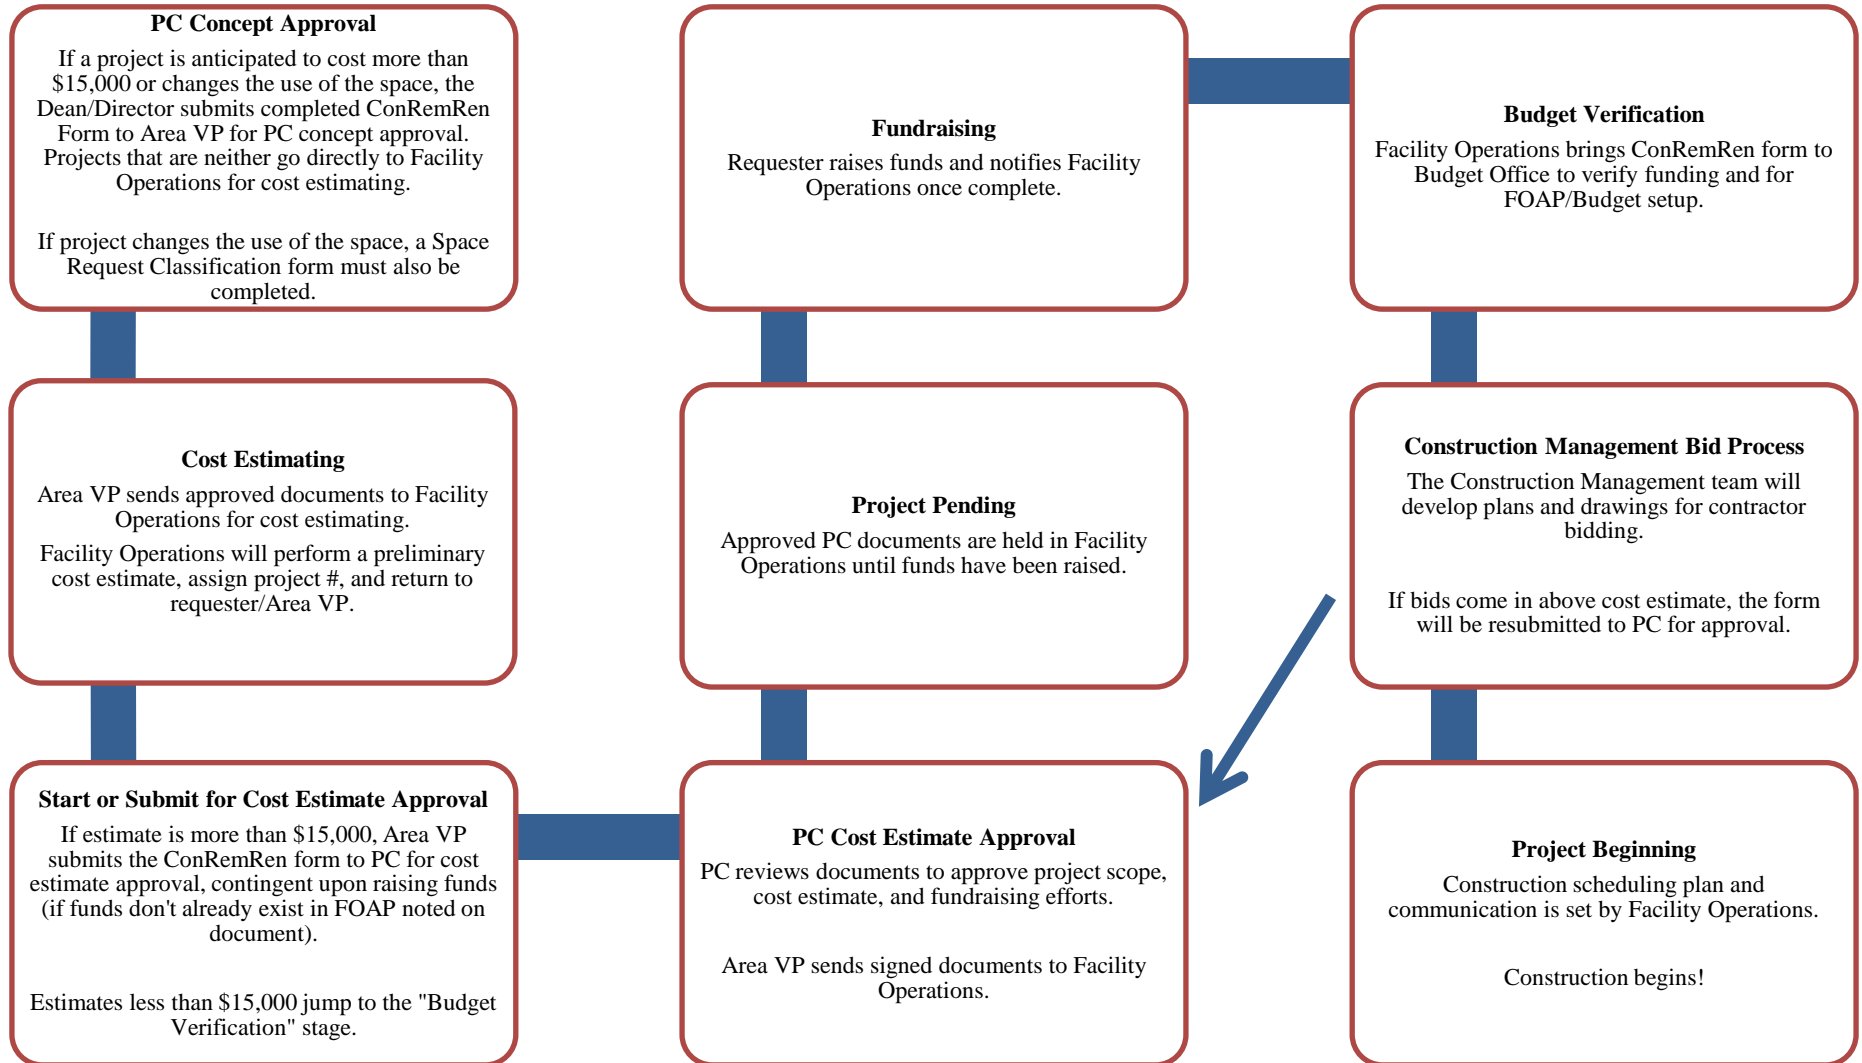 PC Concept Approval
If a project is anticipated to cost more than
$15,000 or changes the use of the space, the
Dean/Director submits completed ConRemRen
Form to Area VP for PC concept approval.
Projects that are neither go directly to Facility
Operations for cost estimating.
If project changes the use of the space, a Space
Request Classification form must also be
completed.
Cost Estimating
Area VP sends approved documents to Facility
Operations for cost estimating.
Facility Operations will perform a preliminary
cost estimate, assign project #, and return to
requester/Area VP.
Start or Submit for Cost Estimate Approval
If estimate is more than $15,000, Area VP
submits the ConRemRen form to PC for cost
estimate approval, contingent upon raising funds
(if funds don't already exist in FOAP noted on
document).
Estimates less than $15,000 jump to the "Budget
Verification" stage.
PC Cost Estimate Approval
PC reviews documents to approve project scope,
cost estimate, and fundraising efforts.
Area VP sends signed documents to Facility
Operations.
Project Pending
Approved PC documents are held in Facility
Operations until funds have been raised.
Fundraising
Requester raises funds and notifies Facility
Operations once complete.
Budget Verification
Facility Operations brings ConRemRen form to
Budget Office to verify funding and for
FOAP/Budget setup.
Construction Management Bid Process
The Construction Management team will
develop plans and drawings for contractor
bidding.
If bids come in above cost estimate, the form
will be resubmitted to PC for approval.
Project Beginning
Construction scheduling plan and
communication is set by Facility Operations.
Construction begins!